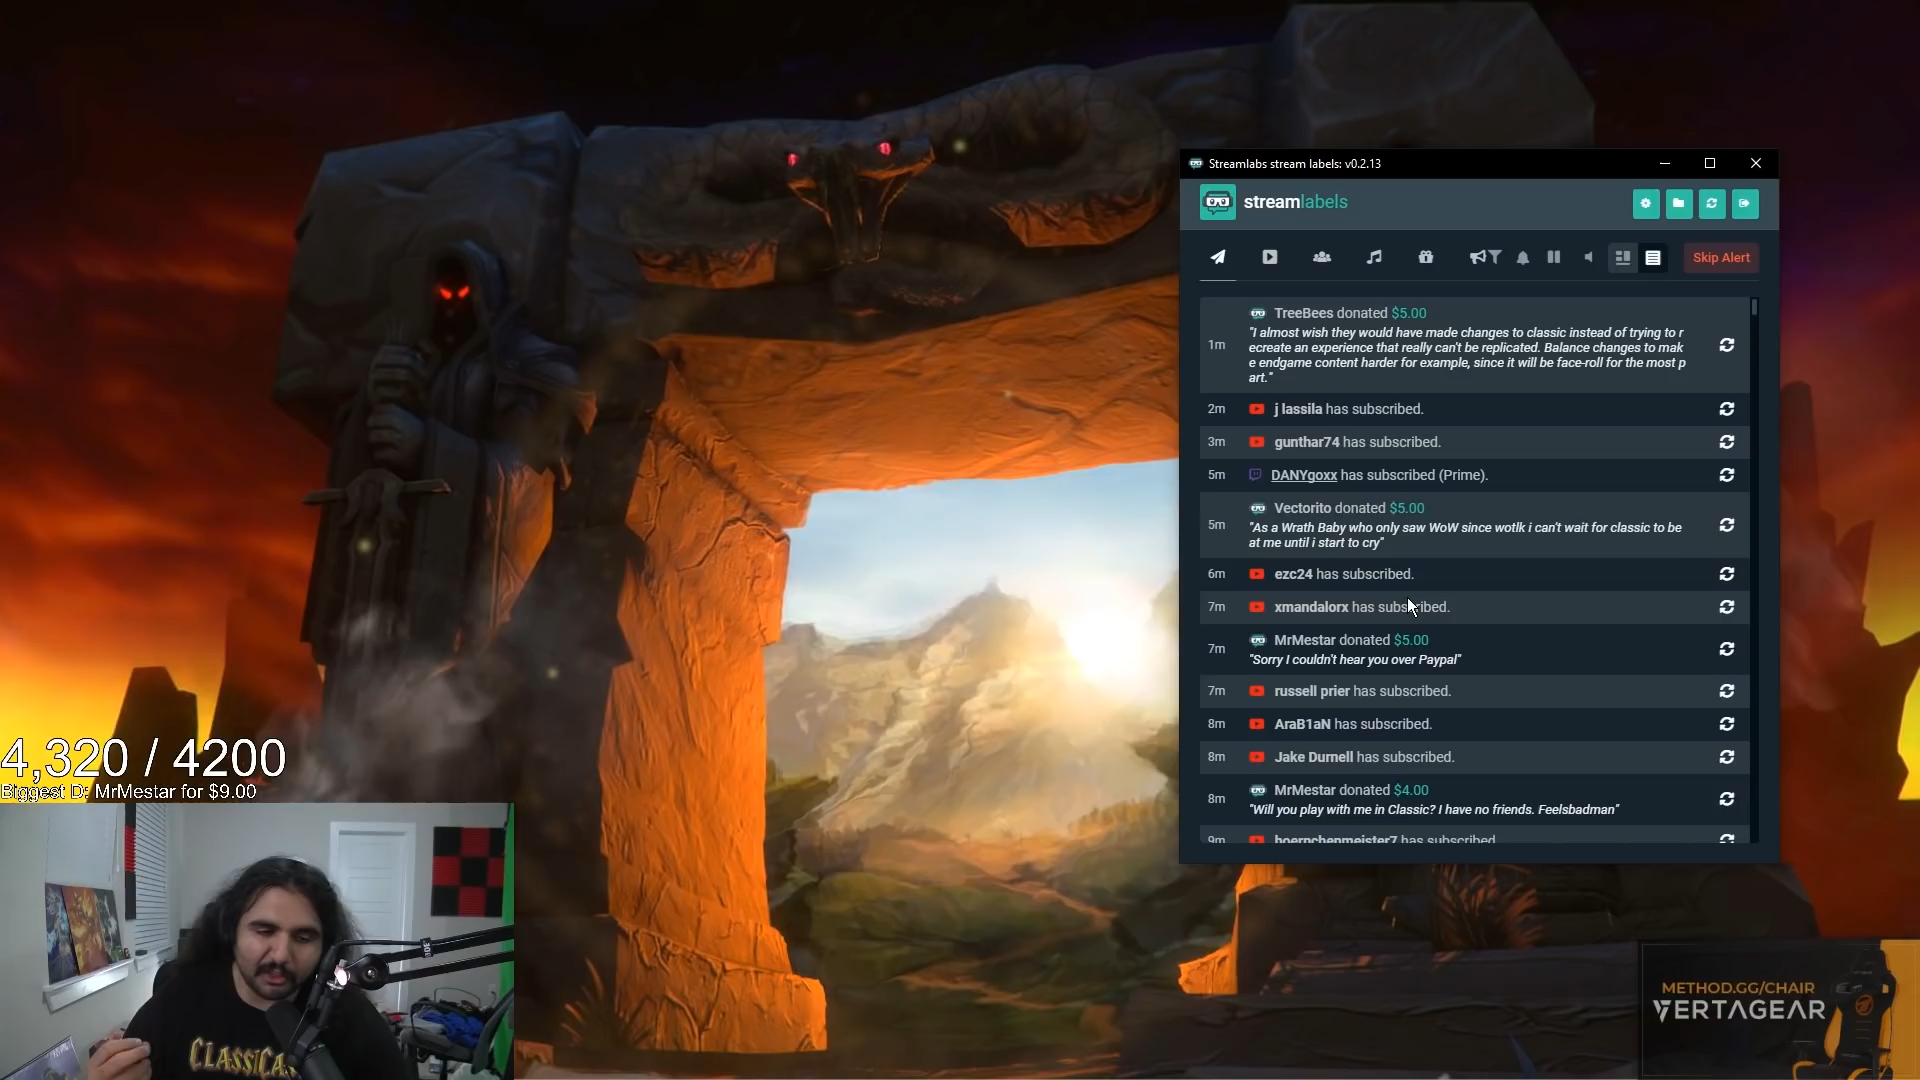 Streamlabs stream labels: v0.2.13
streamlabels
Skip Alert
TreeBees donated $5.00
1m
"I almost wish they would have made changes to classic instead of trying to r
ecreate an experience that really can't be replicated. Balance changes to mak
e endgame content harder for example, since it will be face-roll for the most p
art."
2m j lassila has subscribed.
3m gunthar74 has subscribed.
5m DANYgoxx has subscribed (Prime).
Vectorito donated $5.00
5m
"As a Wrath Baby who only saw WoW since wotlk i can't wait for classic to be
at me until i start to cry"
6m ezc24 has subscribed.
7m xmandalorx has subscribed.
MrMestar donated $5.00
7m
"Sorry I couldn't hear you over Paypal"
7m russell prier has subscribed.
8m AraB1aN has subscribed.
8m Jake Durnell has subscribed.
MrMestar donated $4.00
8m
"Will you play with me in Classic? I have no friends. Feelsbadman"
9m hoernchenmeister7 has subscribed.
4,320 / 4200
Biggest D: MrMestar for $9.00
METHOD.GG/CHAIR
VERTAGEAR